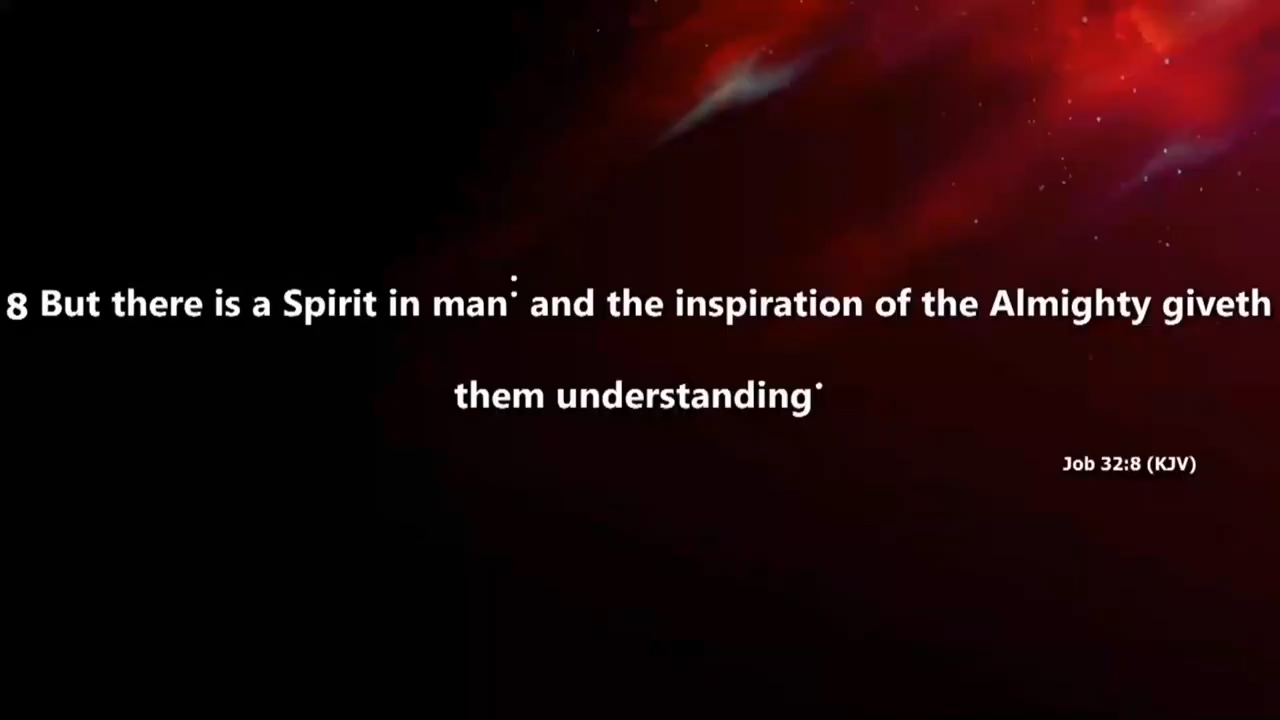 8 But there is a Spirit in man: and the inspiration of the Almighty giveth
them understanding.
Job 32:8 (KJV)